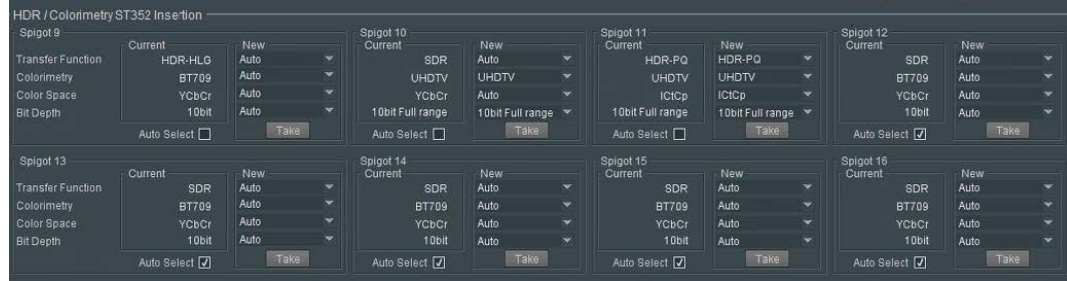 HDR / Colorimetry ST352 Insertion
Spigot 9 Spigot 10 Spigot 11 Spigot 12
Current New Current New Current New Current New
Transfer Function HDR-HLG Auto SDR Auto HDR-PQ HDR-PQ SDR Auto
Colorimetry BT709 Auto UHDTV UHDTV UHDTV UHDTV BT709 Auto
Color Space YCbCr Auto YCbCr Auto ICtCp ICtCp YCbCr Auto
Bit Depth 10bit Auto 10bit Full range 10bit Full range 10bit Full range 10bit Full range 10bit Auto
Auto Select Take Auto Select Take Auto Select Take Auto Select Take
Spigot 13 Spigot 14 Spigot 15 Spigot 16
Current New Current New Current New Current New
Transfer Function SDR Auto SDR Auto SDR Auto SDR Auto
Colorimetry BT709 Auto BT709 Auto BT709 Auto BT709 Auto
Color Space YCbCr Auto YCbCr Auto YCbCr Auto YCbCr Auto
Bit Depth 10bit Auto 10bit Auto 10bit Auto 10bit Auto
Auto Select Take Auto Select Take Auto Select Take Auto Select Take